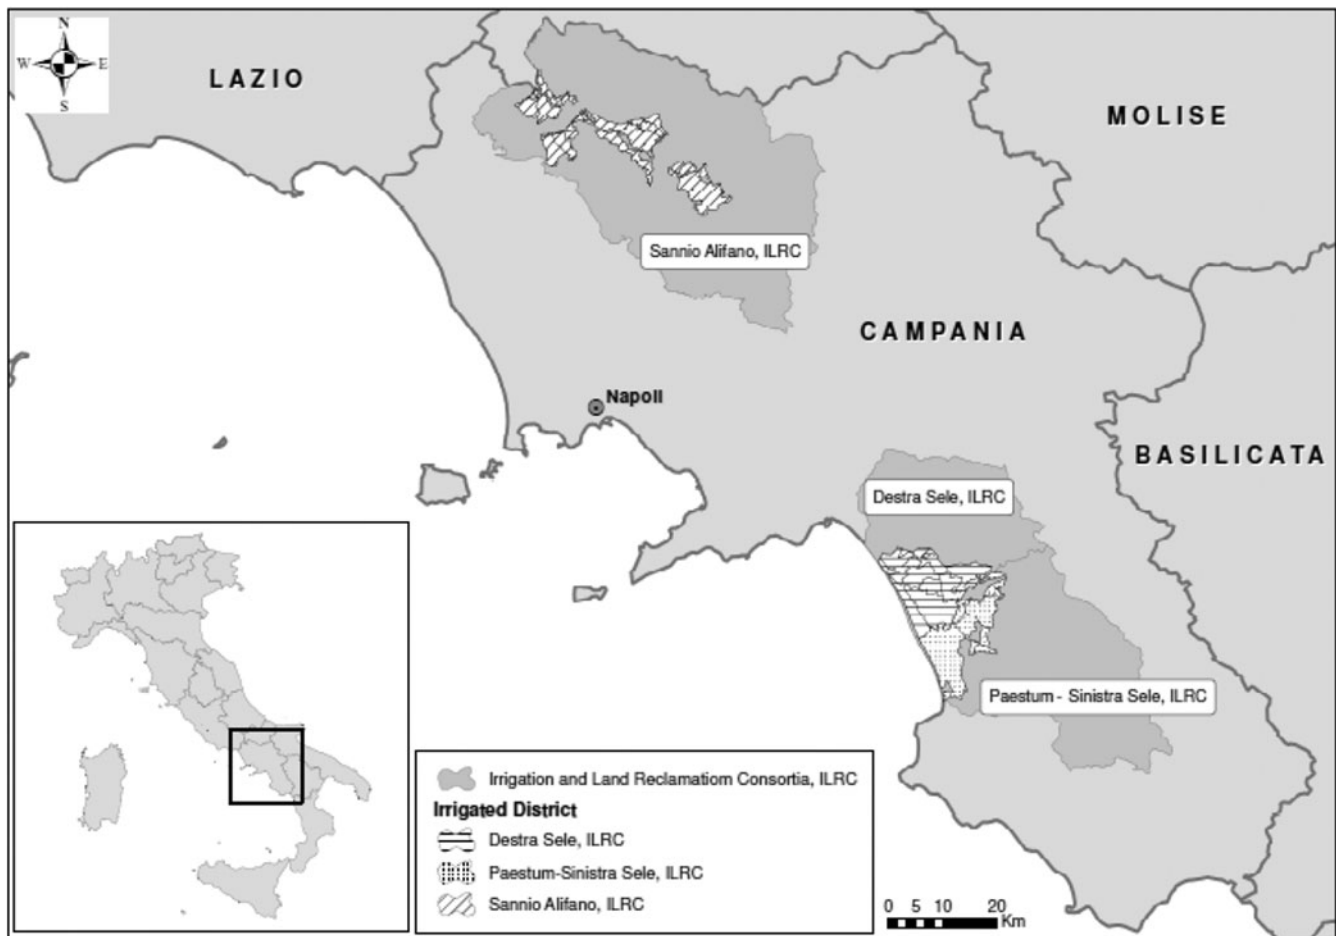 N
W E
S
LAZIO
MOLISE
Sannio Alifano, ILRC
CAMPANIA
Napoli
BASILICATA
Destra Sele, ILRC
Paestum - Sinistra Sele, ILRC
Irrigation and Land Reclamatiom Consortia, ILRC
Irrigated District
Destra Sele, ILRC
Paestum-Sinistra Sele, ILRC
Sannio Alifano, ILRC
0 5 10 20
Km